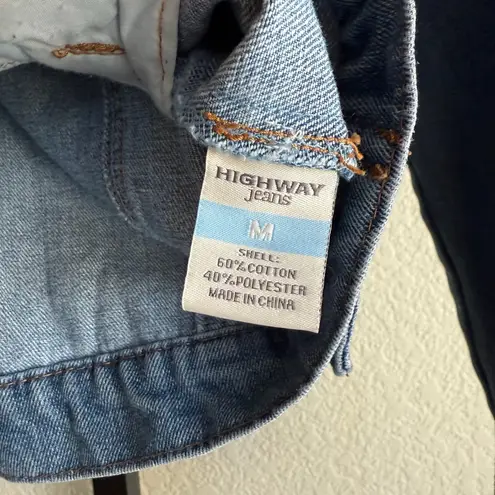 HIGHWAY
jeans
M
SHELL:
60%COTTON
40%POLYESTER
MADE IN CHINA